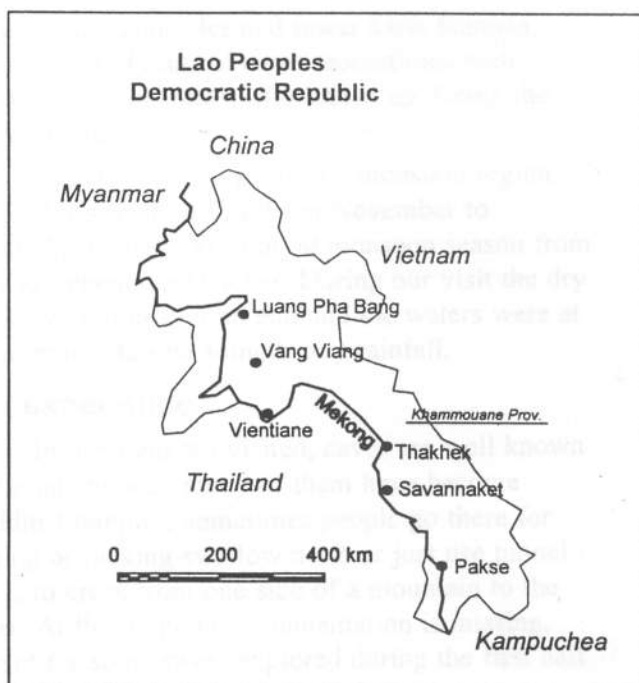 Lao Peoples
Democratic Republic
China
Myanmar
Vietnam
Luang Pha Bang
Vang Viang
Mekong
Khammouane Prov.
Vientiane
Thakhek
Thailand
Savannaket
0 200 400 km
Pakse
Kampuchea